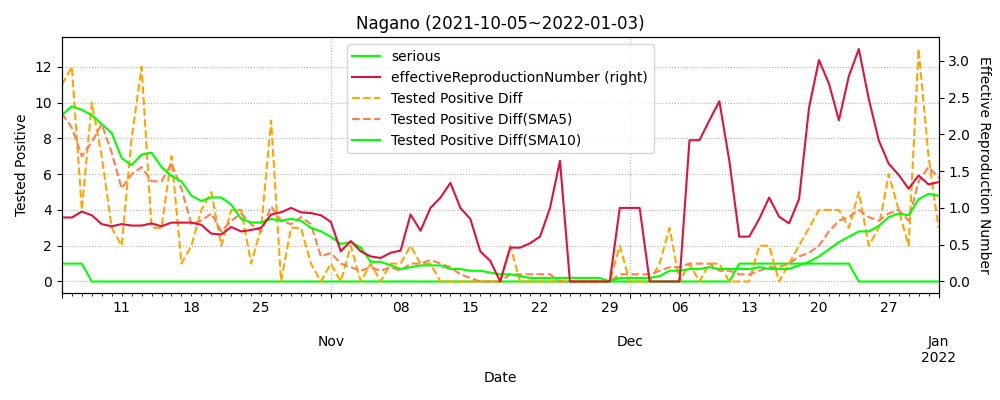 Nagano (2021-10-05~2022-01-03)
serious
effectiveReproductionNumber (right)
Tested Positive Diff
Tested Positive Diff(SMA5)
Tested Positive Diff(SMA10)
Tested Positive
12
10
8
6
4
2
0
Effective Reproduction Number
3.0
2.5
2.0
1.5
1.0
0.5
0.0
11 18 25 08 15 22 29 06 13 20 27
Nov Dec Jan
2022
Date